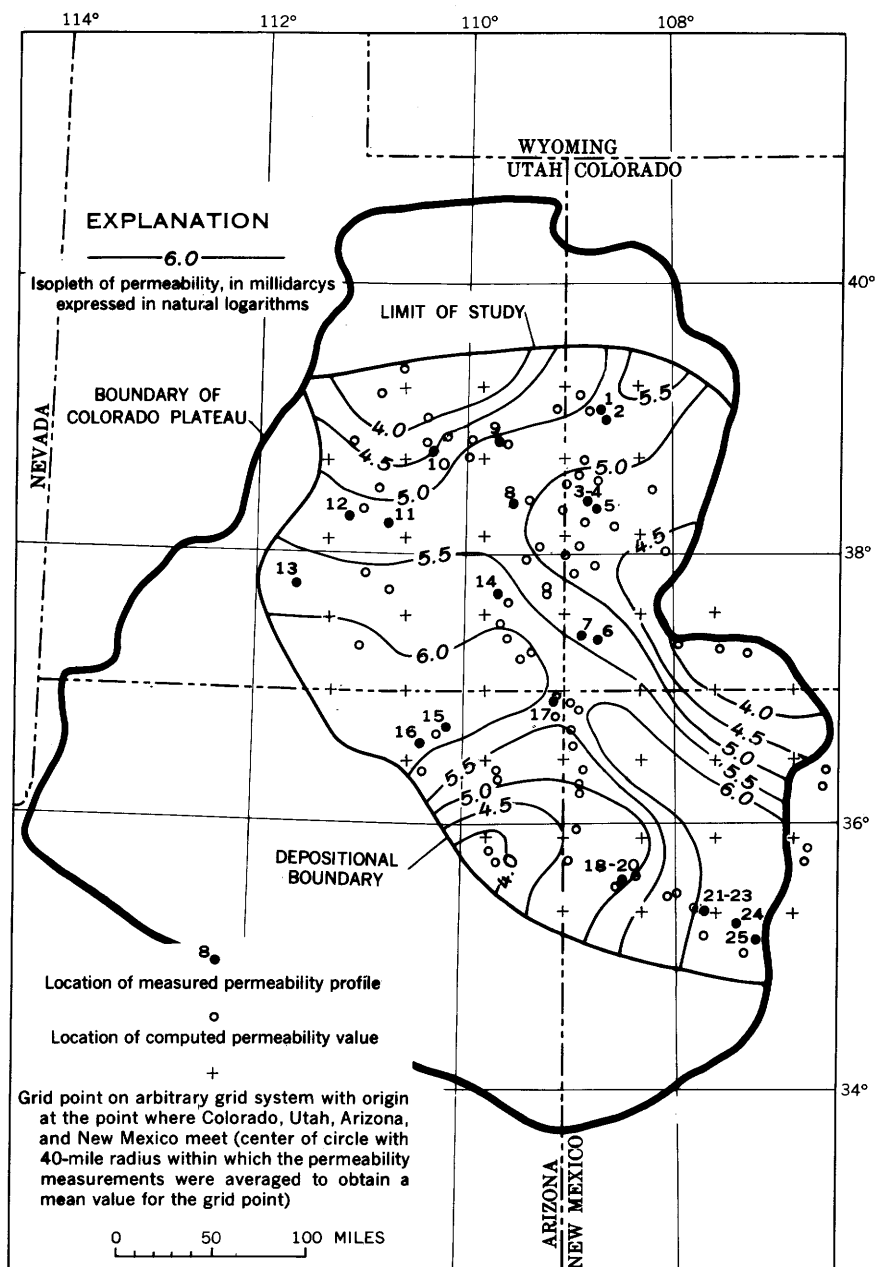 114° 112° 110° 108°
WYOMING
UTAH COLORADO
EXPLANATION
6.0
Isopleth of permeability, in millidarcys
expressed in natural logarithms
40°
LIMIT OF STUDY
BOUNDARY OF
COLORADO PLATEAU
NEVADA
5.5
1
2
4.0
4.5
9
10
5.0
5.0
8
3-4
5
12
11
4.5
38°
5.5
13
14
7 6
6.0
4.0
4.5
5.0
5.5
6.0
17
15
16
5.5
5.0
4.5
36°
4.0
DEPOSITIONAL
BOUNDARY
18-20
21-23
24
25
8
Location of measured permeability profile
Location of computed permeability value
Grid point on arbitrary grid system with origin
at the point where Colorado, Utah, Arizona,
and New Mexico meet (center of circle with
40-mile radius within which the permeability
measurements were averaged to obtain a
mean value for the grid point)
34°
ARIZONA
NEW MEXICO
0 50 100 MILES